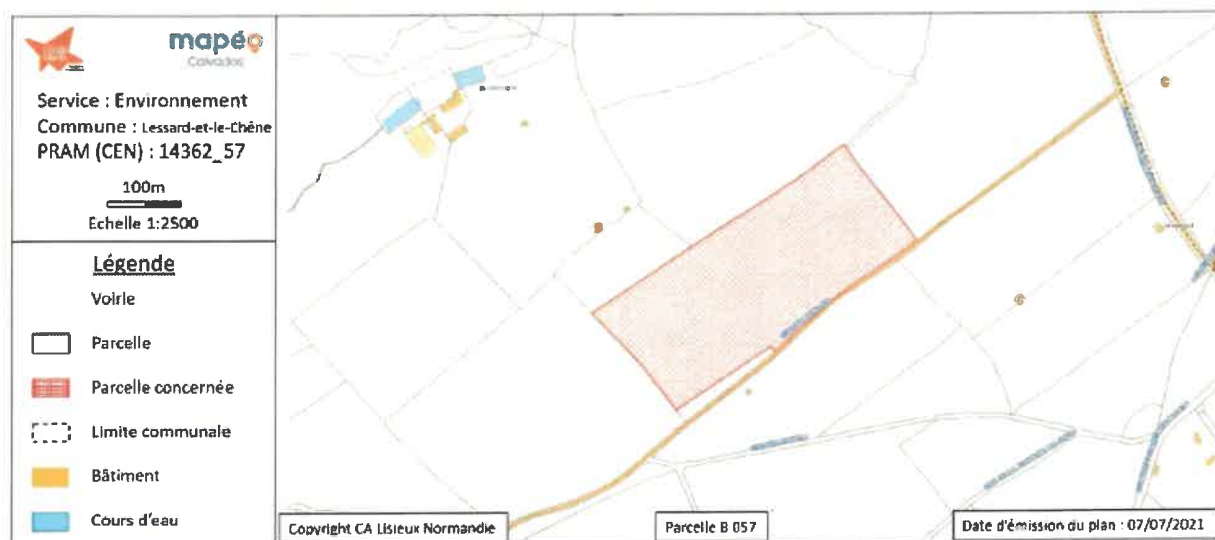 mapéo
Calvados
Service : Environnement
Commune : Lessard-et-le-Chêne
PRAM (CEN) : 14362_57
100m
Echelle 1:2500
Légende
Voirie
Parcelle
Parcelle concernée
Limite communale
Bâtiment
Cours d'eau
Copyright CA Lisieux Normandie
Parcelle B 057
Date d'émission du plan : 07/07/2021